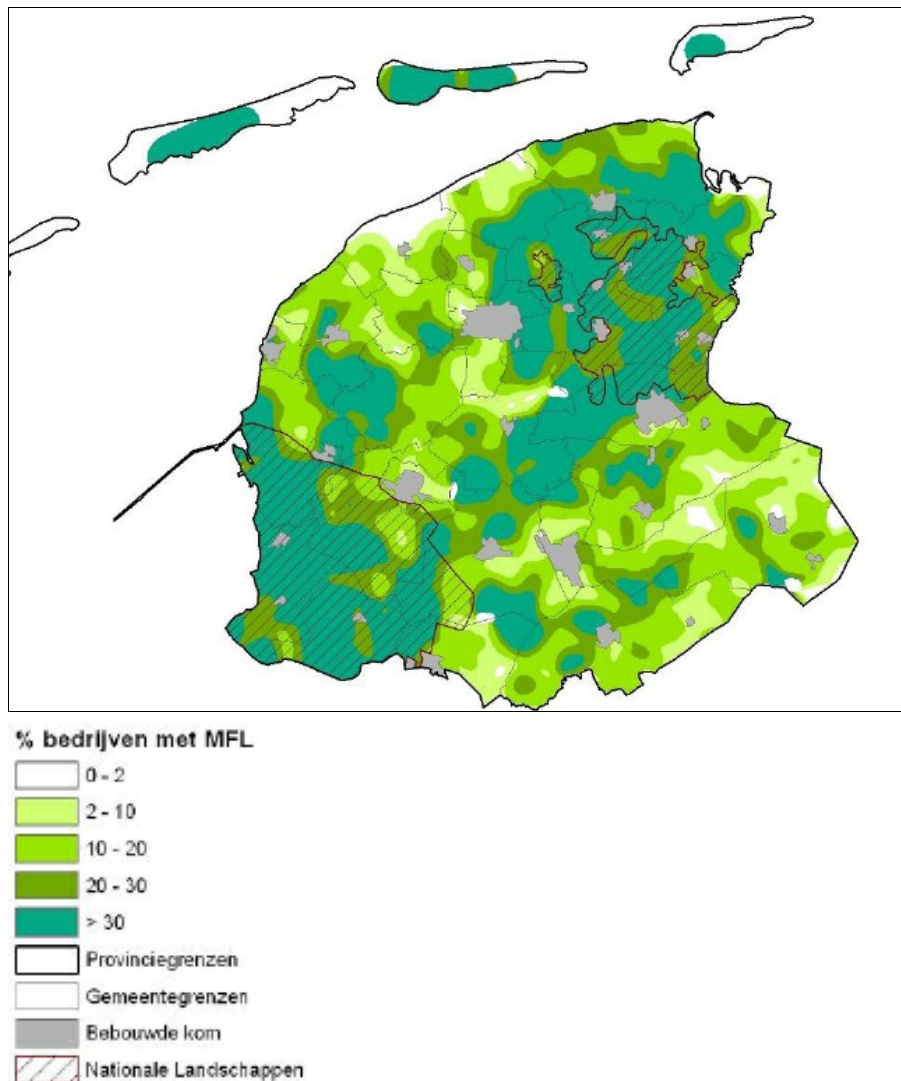 % bedrijven met MFL
0 - 2
2 - 10
10 - 20
20 - 30
> 30
Provinciegrenzen
Gemeentegrenzen
Bebouwde kom
Nationale Landschappen